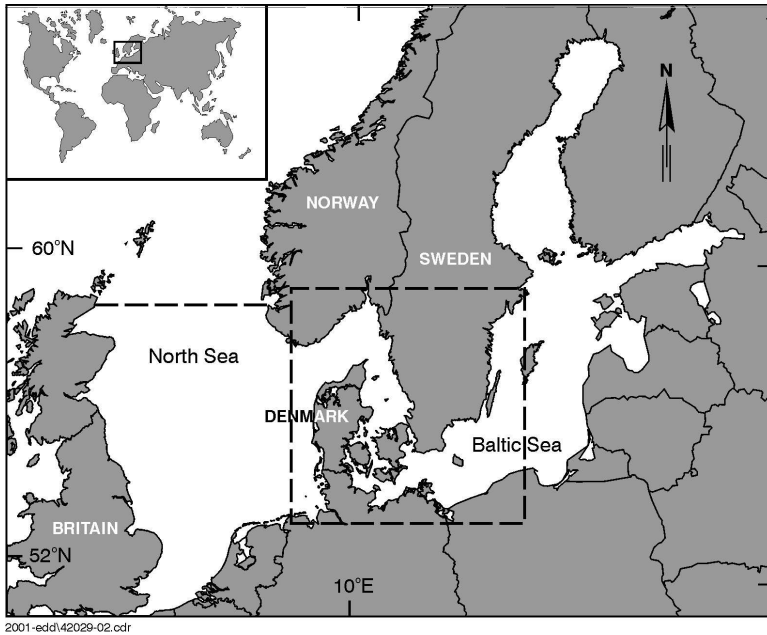 N
NORWAY
60°N
SWEDEN
North Sea
DENMARK
Baltic Sea
BRITAIN
52°N
10°E
2001-edd\42029-02.cdr